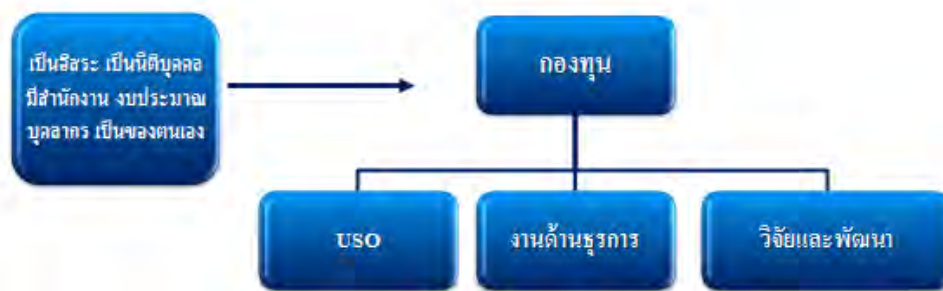 เป็นอิสระ เป็นนิติบุคคล
มีสำนักงาน งบประมาณ
บุคลากร เป็นของตนเอง
กองทุน
USO
งานด้านธุรการ
วิจัยและพัฒนา